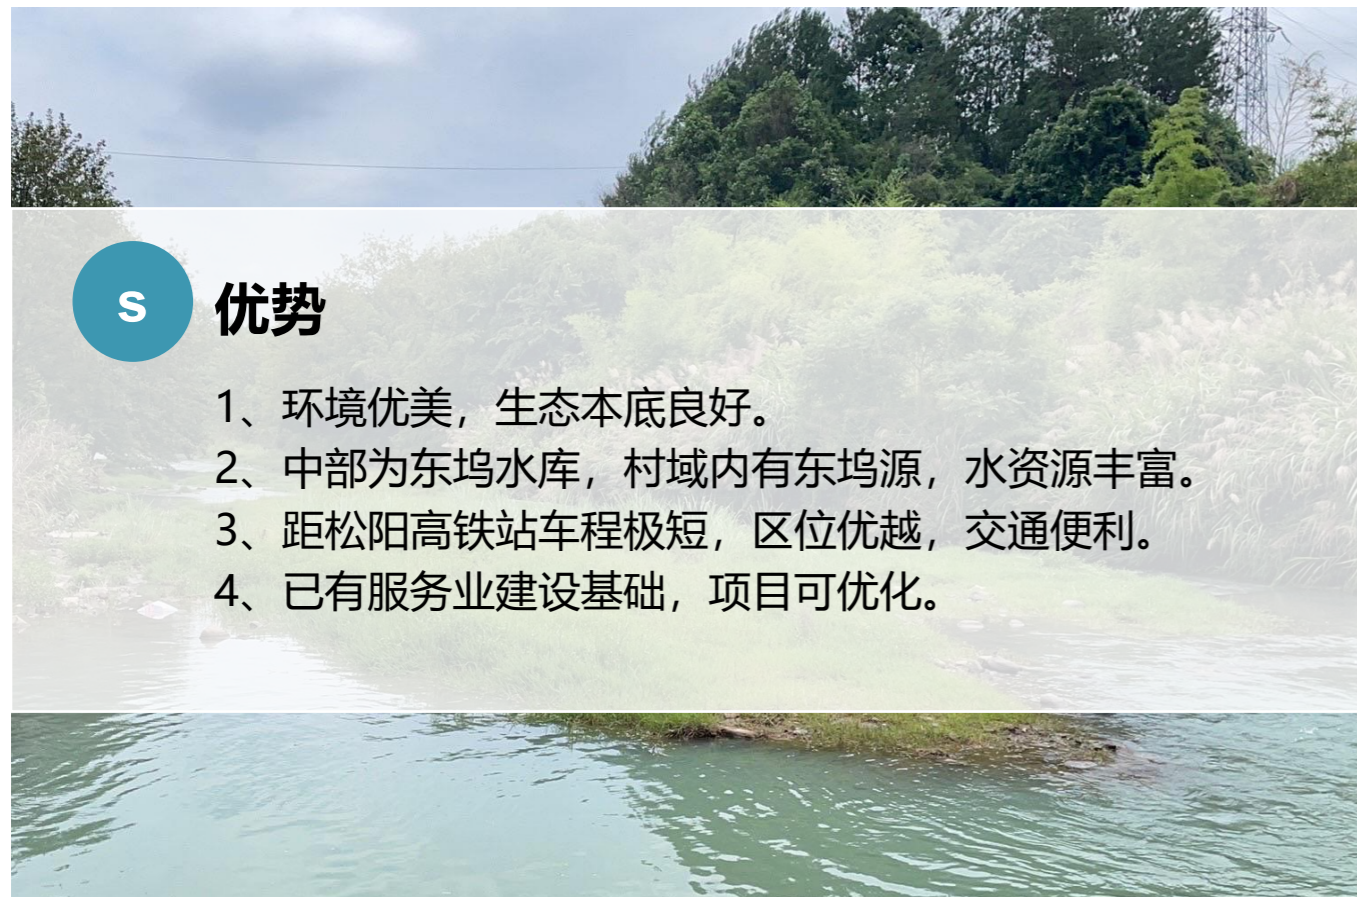 S
优势
1、环境优美，生态本底良好。
2、中部为东坞水库，村域内有东坞源，水资源丰富。
3、距松阳高铁站车程极短，区位优越，交通便利。
4、已有服务业建设基础，项目可优化。